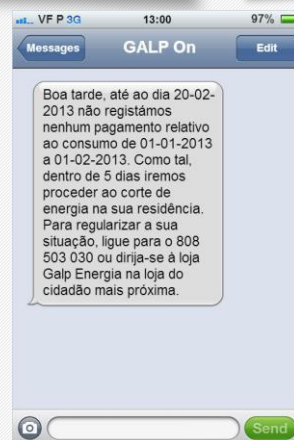 VF P 3G 13:00 97%
Messages GALP On Edit
Boa tarde, até ao dia 20-02-
2013 não registámos
nenhum pagamento relativo
ao consumo de 01-01-2013
a 01-02-2013. Como tal,
dentro de 5 dias iremos
proceder ao corte de
energia na sua residência.
Para regularizar a sua
situação, ligue para o 808
503 030 ou dirija-se à loja
Galp Energia na loja do
cidadão mais próxima.
Send